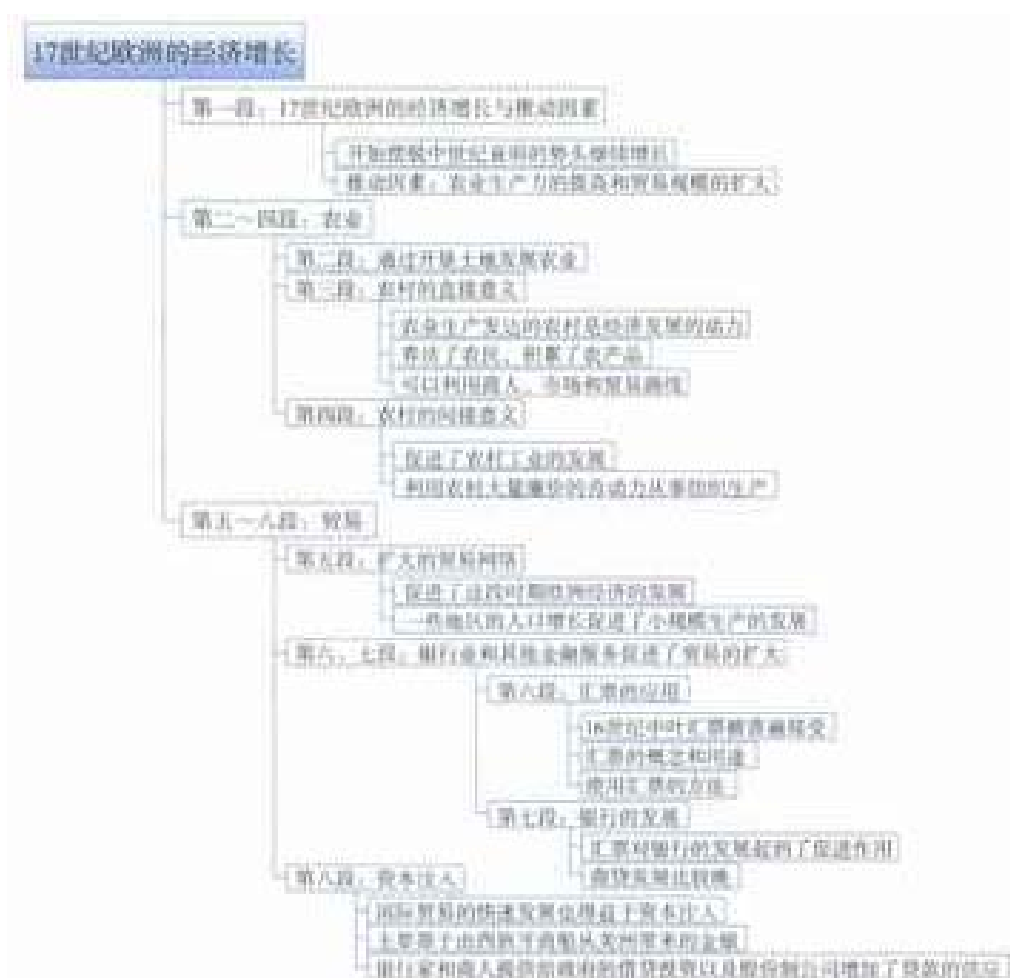 17世纪欧洲的经济增长
第一段:17世纪欧洲的经济增长与推动因素
开始摆脱中世纪衰弱的势头继续增长
推动因素:农业生产力的提高和贸易规模的扩大
第二~四段:农业
第二段:通过开垦土地发展农业
第三段:农村的直接意义
农业生产发达的农村是经济发展的动力
养活了农民,积累了农产品
可以利用商人、市场和贸易路线
第四段:农村的间接意义
促进了农村工业的发展
利用农村大量廉价的劳动力从事纺织生产
第五~八段:贸易
第五段:扩大的贸易网络
促进了这段时期欧洲经济的发展
一些地区的人口增长促进了小规模生产的发展
第六、七段:银行业和其他金融服务促进了贸易的扩大
第六段:汇票的应用
16世纪中叶汇票被普遍接受
汇票的概念和用途
使用汇票的方法
第七段:银行的发展
汇票对银行的发展起到了促进作用
借贷发展比较晚
第八段:资本注入
国际贸易的快速发展也得益于资本注入
主要源于由西班牙商船从美洲带来的金银
银行家和商人提供给政府的借贷投资以及股份制公司增加了贷款的